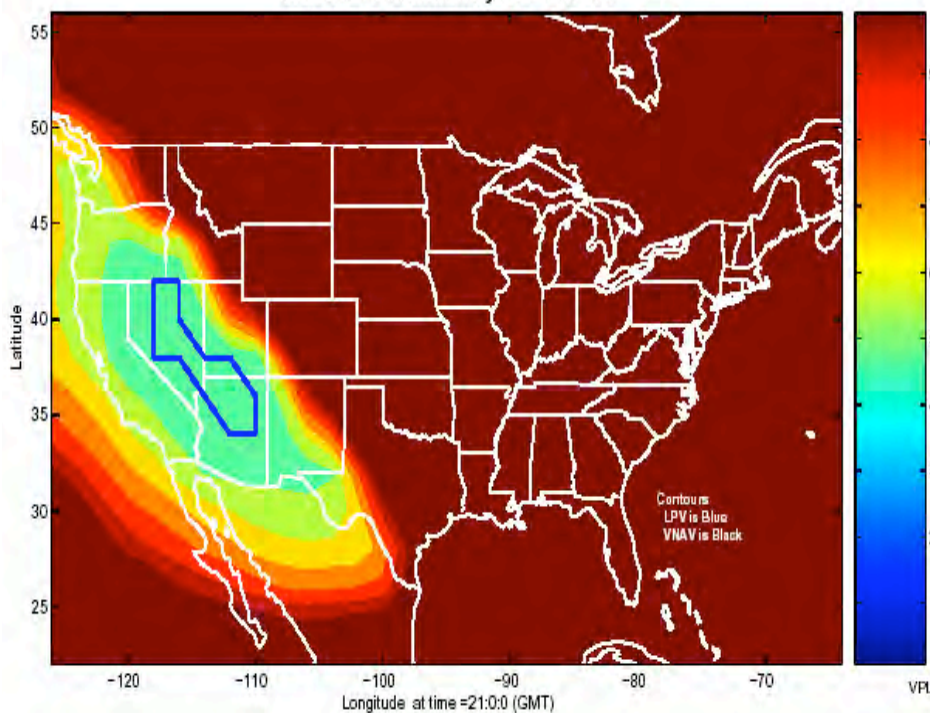 55
50
45
40
35
30
25
Latitude
Contours
LPV is Blue
VNAV is Black
−120 −110 −100 −90 −80 −70
Longitude at time =21:0:0 (GMT)